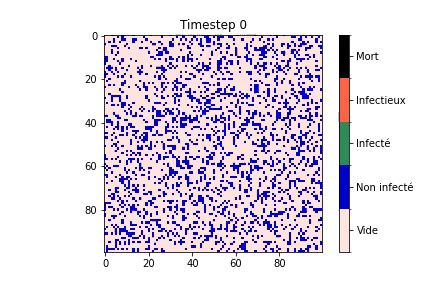 Timestep 0
0
20
40
60
80
0
20
40
60
80
Mort
Infectieux
Infecté
Non infecté
Vide